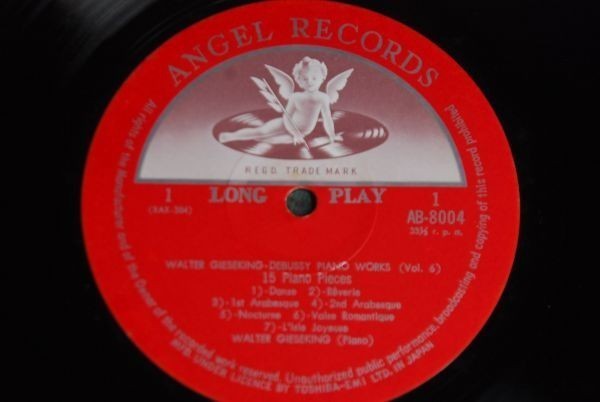 ANGEL RECORDS
REGD. TRADE MARK
1 LONG PLAY 1
(XAX-304) AB-8004
33⅓ r. p. m.
WALTER GIESEKING-DEBUSSY PIANO WORKS (Vol. 6)
15 Piano Pieces
1)-Danse 2)-Rêverie
3)-1st Arabesque 4)-2nd Arabesque
5)-Nocturne 6)-Valse Romantique
7)-L'Isle Joyeuse
WALTER GIESEKING (Piano)
All rights of the Manufacturer and of the Owner of the recorded work reserved. Unauthorized public performance, broadcasting and copying of this record prohibited
MFD. UNDER LICENCE BY TOSHIBA-EMI LTD. IN JAPAN